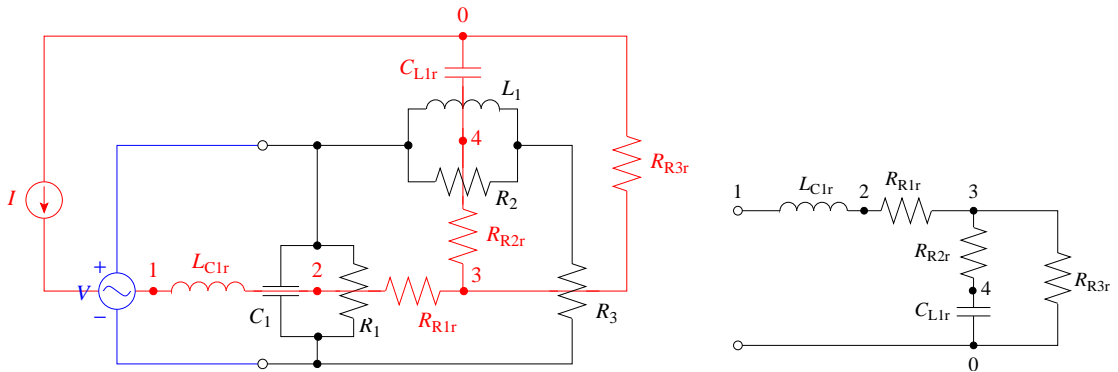 0
C_L1r
L_1
4
R_R3r
I
R_2
R_R2r
+
1
L_C1r
2
3
V
−
C_1
R_1
R_R1r
R_3
1
L_C1r
2
R_R1r
3
R_R2r
4
C_L1r
R_R3r
0